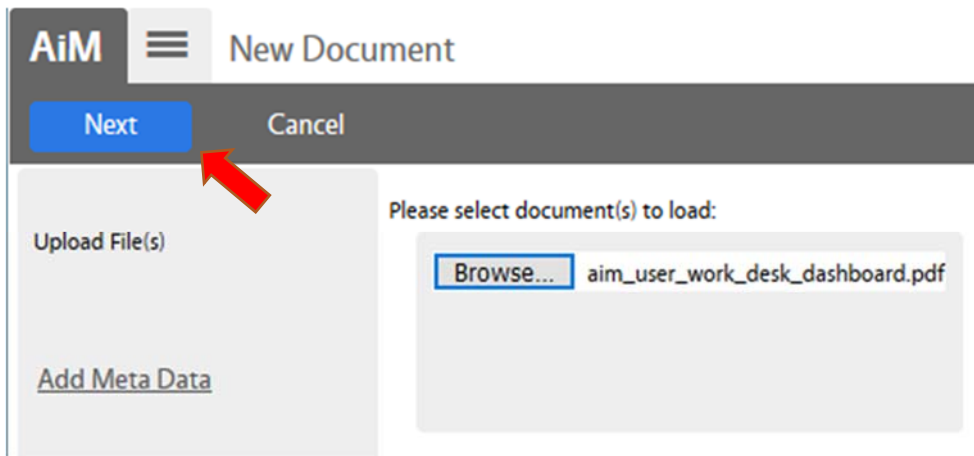 AiM New Document
Next Cancel
Please select document(s) to load:
Upload File(s)
Browse... aim_user_work_desk_dashboard.pdf
Add Meta Data